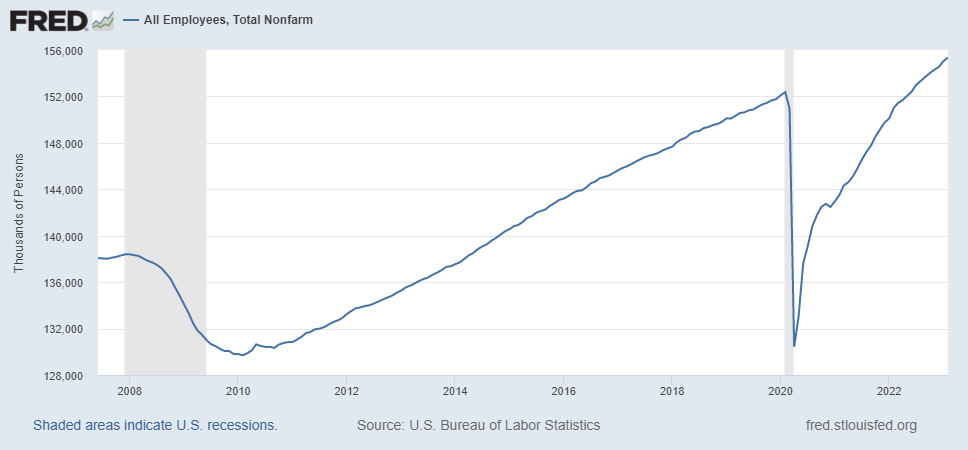 FRED
All Employees, Total Nonfarm
Thousands of Persons
156,000
152,000
148,000
144,000
140,000
136,000
132,000
128,000
2008 2010 2012 2014 2016 2018 2020 2022
Shaded areas indicate U.S. recessions. Source: U.S. Bureau of Labor Statistics fred.stlouisfed.org